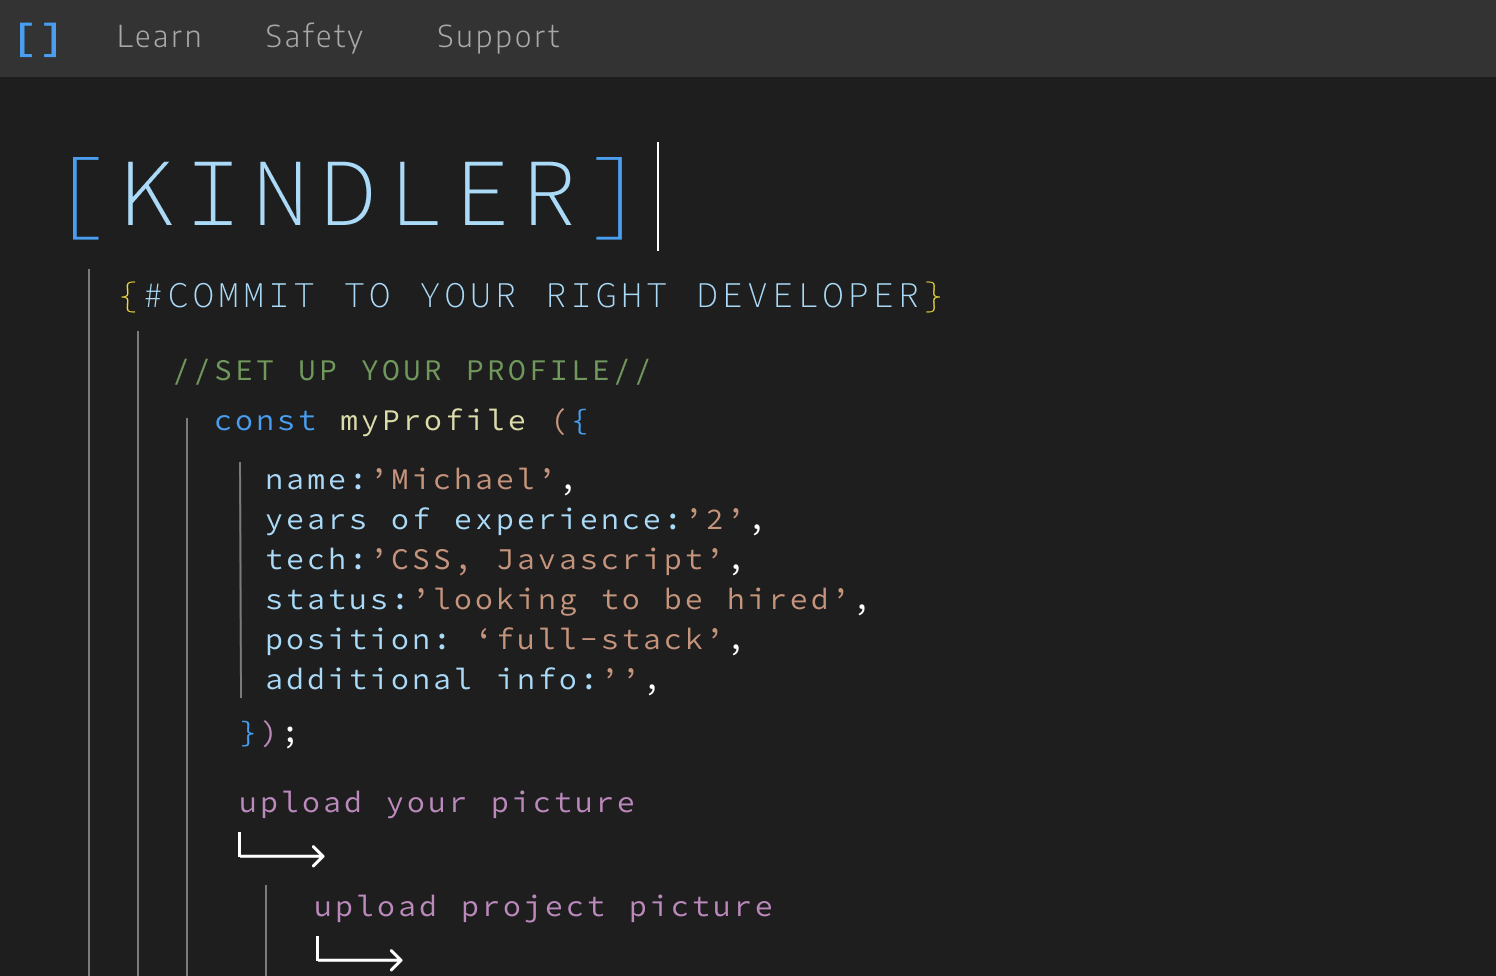 [] Learn Safety Support
[KINDLER]
{#COMMIT TO YOUR RIGHT DEVELOPER}
//SET UP YOUR PROFILE//
const myProfile ({
name:’Michael’,
years of experience:’2’,
tech:’CSS, Javascript’,
status:’looking to be hired’,
position: ‘full-stack’,
additional info:’’,
});
upload your picture
upload project picture